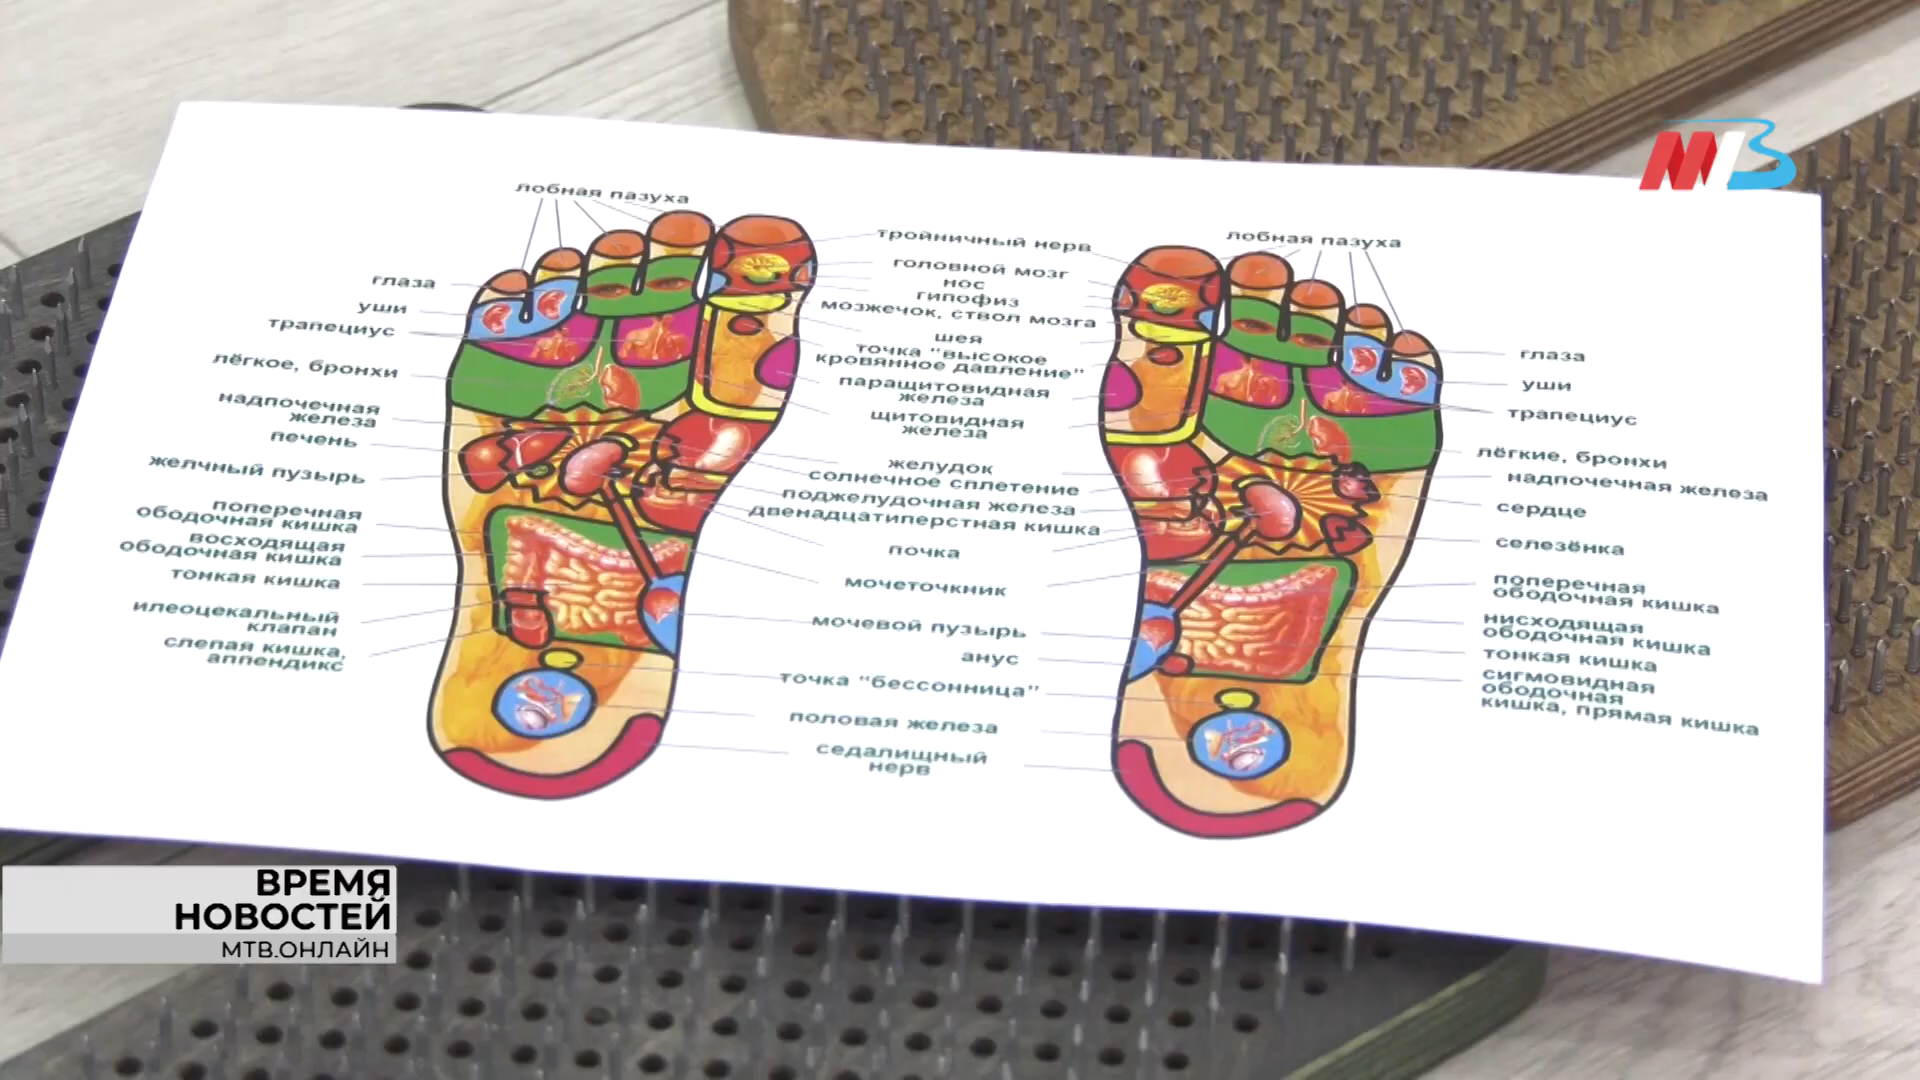 лобная пазуха
глаза
уши
трапециус
лёгкое, бронхи
надпочечная
железа
печень
желчный пузырь
поперечная
ободочная кишка
восходящая
ободочная кишка
тонкая кишка
илеоцекальный
клапан
слепая кишка,
аппендикс
тройничный нерв
головной мозг
нос
гипофиз
мозжечок, ствол мозга
шея
точка "высокое
кровянное давление"
паращитовидная
железа
щитовидная
железа
желудок
солнечное сплетение
поджелудочная железа
двенадцатиперстная кишка
почка
мочеточкник
мочевой пузырь
анус
точка "бессонница"
половая железа
седалищный
нерв
лобная пазуха
глаза
уши
трапециус
лёгкие, бронхи
надпочечная железа
сердце
селезёнка
поперечная
ободочная кишка
нисходящая
ободочная кишка
тонкая кишка
сигмовидная
ободочная
кишка, прямая кишка
МТВ
ВРЕМЯ
НОВОСТЕЙ
МТВ.ОНЛАЙН